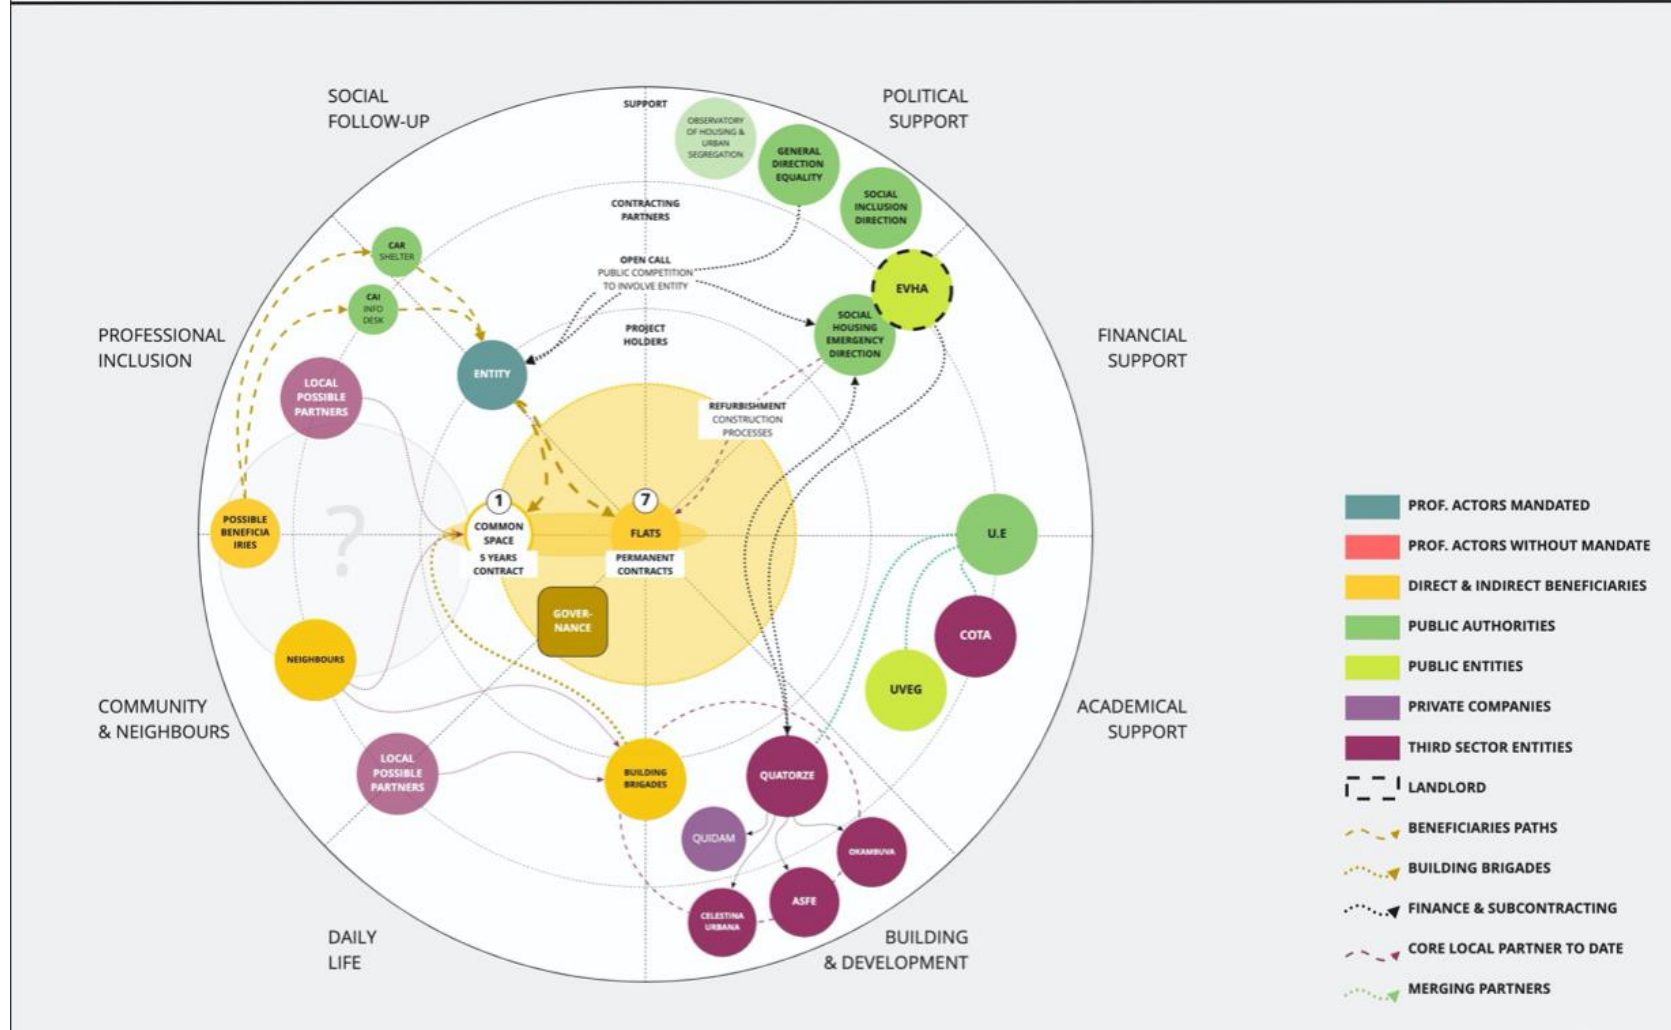 SOCIAL
FOLLOW-UP
POLITICAL
SUPPORT
SUPPORT
OBSERVATORY
OF HOUSING &
URBAN
SEGREGATION
GENERAL
DIRECTION
EQUALITY
SOCIAL
INCLUSION
DIRECTION
CONTRACTING
PARTNERS
CAR
SHELTER
OPEN CALL
PUBLIC COMPETITION
TO INVOLVE ENTITY
EVHA
CAI
INFO
DESK
SOCIAL
HOUSING
EMERGENCY
DIRECTION
PROJECT
HOLDERS
PROFESSIONAL
INCLUSION
FINANCIAL
SUPPORT
ENTITY
LOCAL
POSSIBLE
PARTNERS
REFURBISHMENT
CONSTRUCTION
PROCESSES
1
7
POSSIBLE
BENEFICIA
IRIES
?
COMMON
SPACE
5 YEARS
CONTRACT
FLATS
PERMANENT
CONTRACTS
U.E
GOVER-
NANCE
COTA
NEIGHBOURS
UVEG
COMMUNITY
& NEIGHBOURS
ACADEMICAL
SUPPORT
LOCAL
POSSIBLE
PARTNERS
BUILDING
BRIGADES
QUATORZE
QUIDAM
OKAMBUVA
ASFE
CELESTINA
URBANA
DAILY
LIFE
BUILDING
& DEVELOPMENT
PROF. ACTORS MANDATED
PROF. ACTORS WITHOUT MANDATE
DIRECT & INDIRECT BENEFICIARIES
PUBLIC AUTHORITIES
PUBLIC ENTITIES
PRIVATE COMPANIES
THIRD SECTOR ENTITIES
LANDLORD
BENEFICIARIES PATHS
BUILDING BRIGADES
FINANCE & SUBCONTRACTING
CORE LOCAL PARTNER TO DATE
MERGING PARTNERS